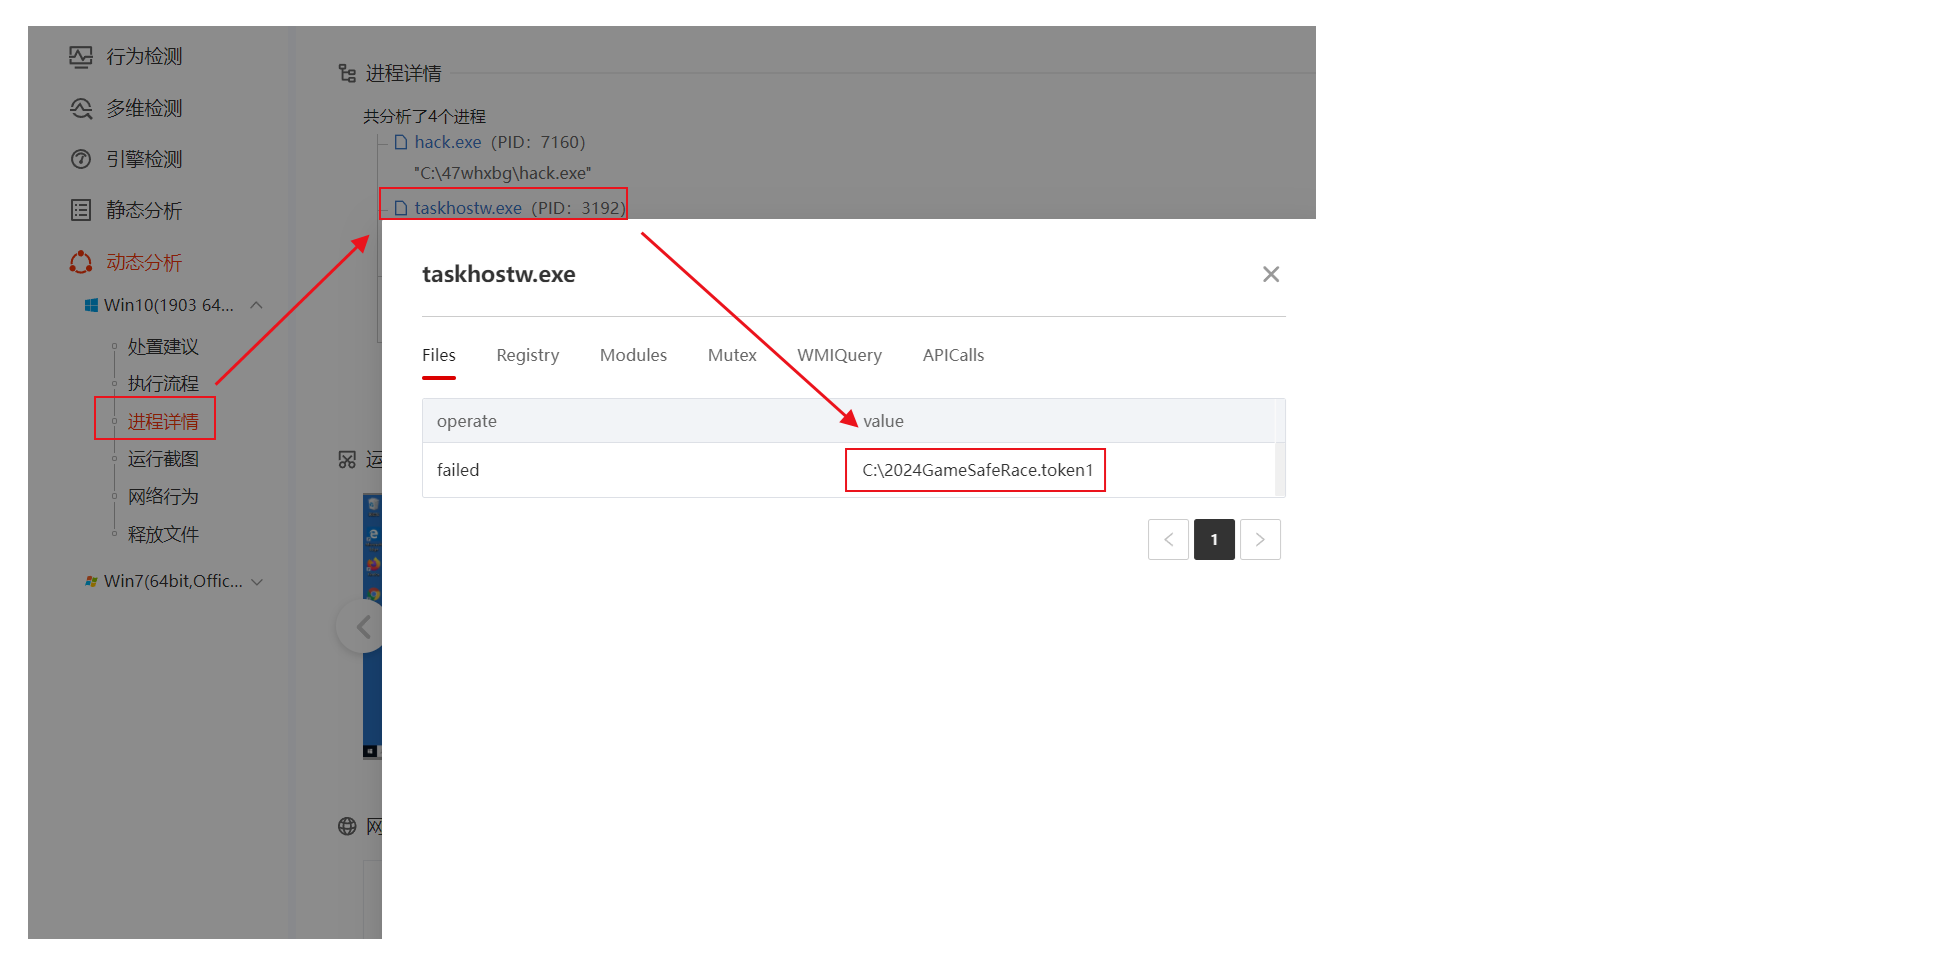 行为检测
多维检测
引擎检测
静态分析
动态分析
Win10(1903 64...
处置建议
执行流程
进程详情
运行截图
网络行为
释放文件
Win7(64bit,Offic...
进程详情
共分析了4个进程
hack.exe（PID：7160）
"C:\47whxbg\hack.exe"
taskhostw.exe（PID：3192）
运
网
taskhostw.exe
Files Registry Modules Mutex WMIQuery APICalls
operate value
failed C:\2024GameSafeRace.token1
1